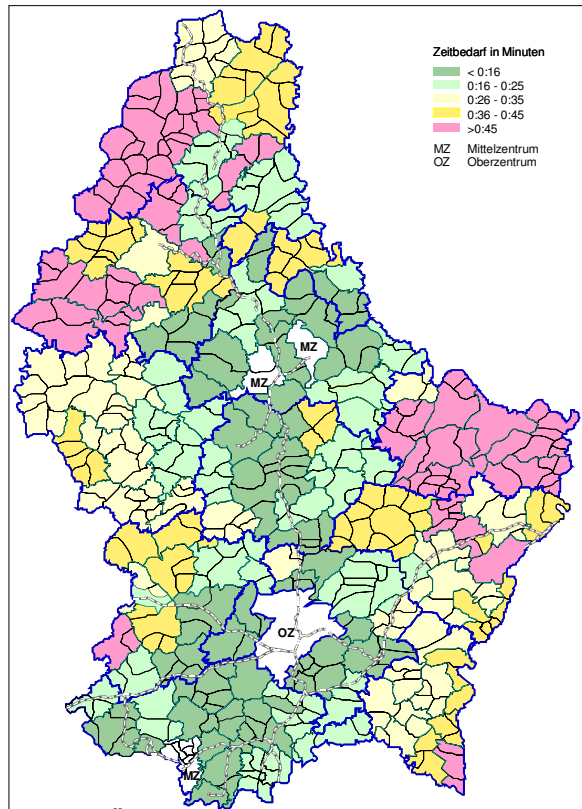 Zeitbedarf in Minuten
< 0:16
0:16 - 0:25
0:26 - 0:35
0:36 - 0:45
>0:45
MZ Mittelzentrum
OZ Oberzentrum
MZ
MZ
OZ
MZ